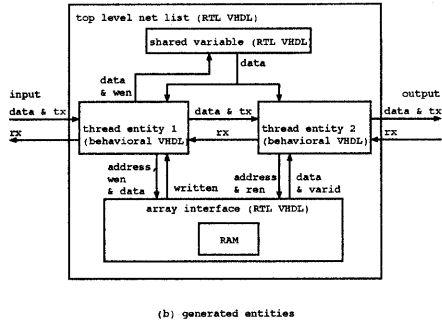 top level net list (RTL VHDL)
shared variable (RTL VHDL)
data
data
& wen
input
output
data & tx
data & tx
data & tx
rx
rx
rx
thread entity 1
(behavioral VHDL)
thread entity 2
(behavioral VHDL)
address,
wen
& data
written
address
& ren
data
& varid
array interface (RTL VHDL)
RAM
(b) generated entities